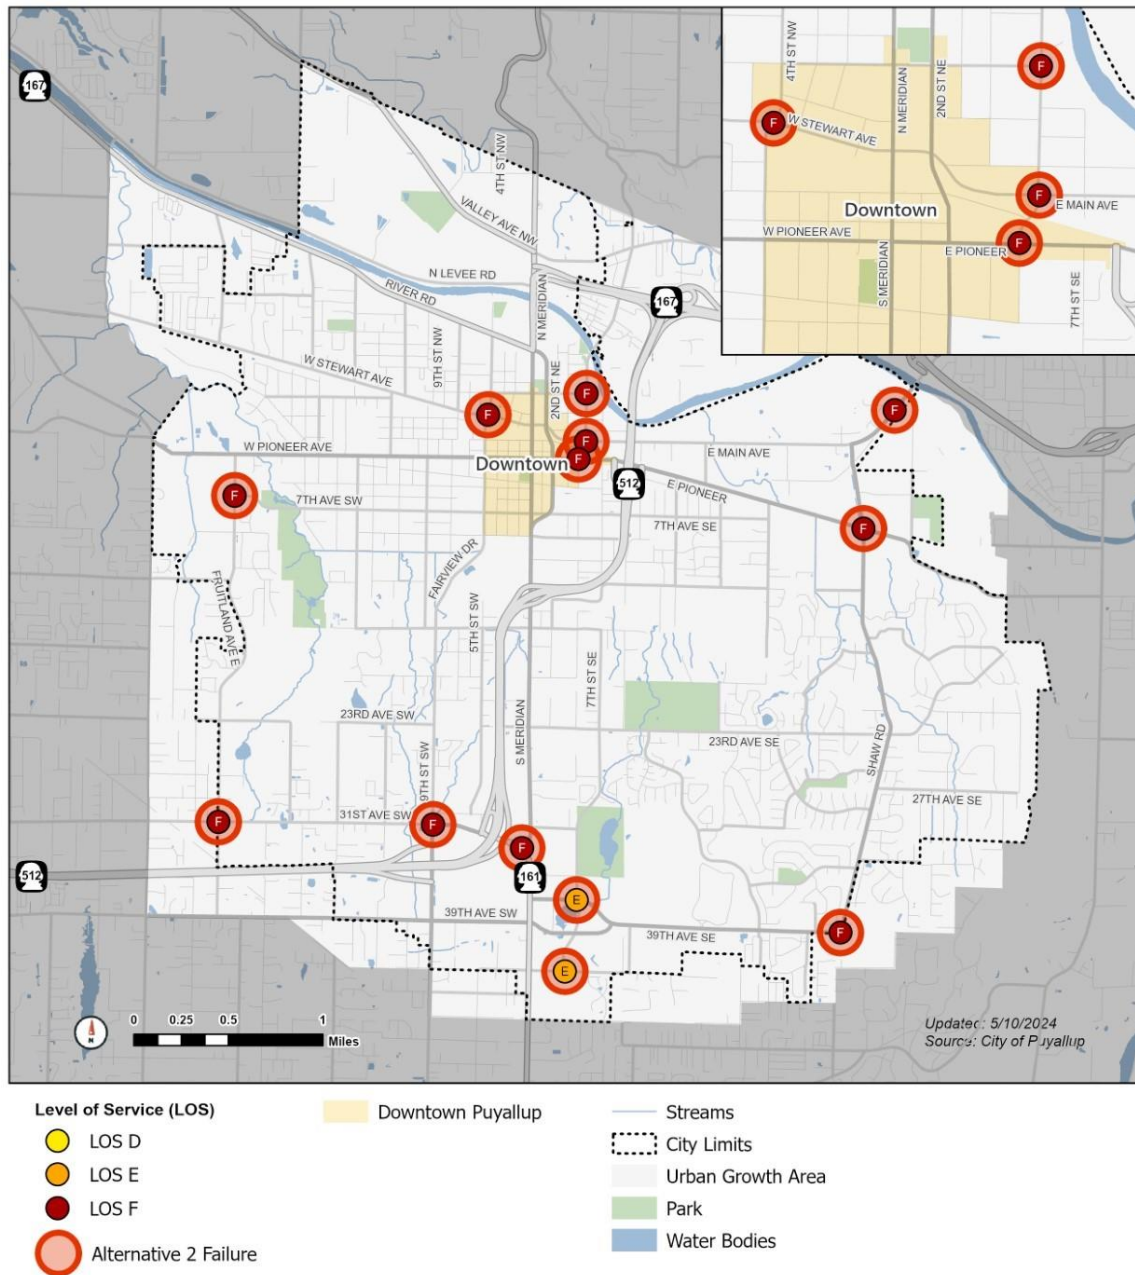 167
4TH ST NW
N MERIDIAN
2ND ST NE
F
F
W STEWART AVE
F
E MAIN AVE
Downtown
W PIONEER AVE
E PIONEER
F
S MERIDIAN
7TH ST SE
4TH ST NW
VALLEY AVE NW
N LEVEE RD
RIVER RD
N MERIDIAN
167
W STEWART AVE
9TH ST NW
2ND ST NE
F
F
F
F
W PIONEER AVE
Downtown
F
E MAIN AVE
512
E PIONEER
F
7TH AVE SW
7TH AVE SE
F
FAIRVIEW DR
FRUITLAND AVE E
5TH ST SW
7TH ST SE
23RD AVE SW
S MERIDIAN
23RD AVE SE
SHAW RD
9TH ST SW
27TH AVE SE
31ST AVE SW
F
F
F
512
161
E
39TH AVE SW
39TH AVE SE
F
E
N
0 0.25 0.5 1
Miles
Updated: 5/10/2024
Source: City of Puyallup
Level of Service (LOS)
LOS D
LOS E
LOS F
Alternative 2 Failure
Downtown Puyallup
Streams
City Limits
Urban Growth Area
Park
Water Bodies